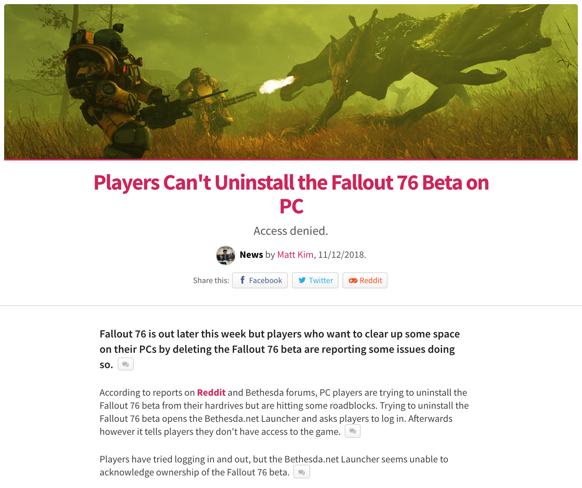 Players Can't Uninstall the Fallout 76 Beta on
PC
Access denied.
News by Matt Kim, 11/12/2018.
Share this: Facebook Twitter Reddit
Fallout 76 is out later this week but players who want to clear up some space
on their PCs by deleting the Fallout 76 beta are reporting some issues doing
so.
According to reports on Reddit and Bethesda forums, PC players are trying to uninstall the
Fallout 76 beta from their hardrives but are hitting some roadblocks. Trying to uninstall the
Fallout 76 beta opens the Bethesda.net Launcher and asks players to log in. Afterwards
however it tells players they don't have access to the game.
Players have tried logging in and out, but the Bethesda.net Launcher seems unable to
acknowledge ownership of the Fallout 76 beta.